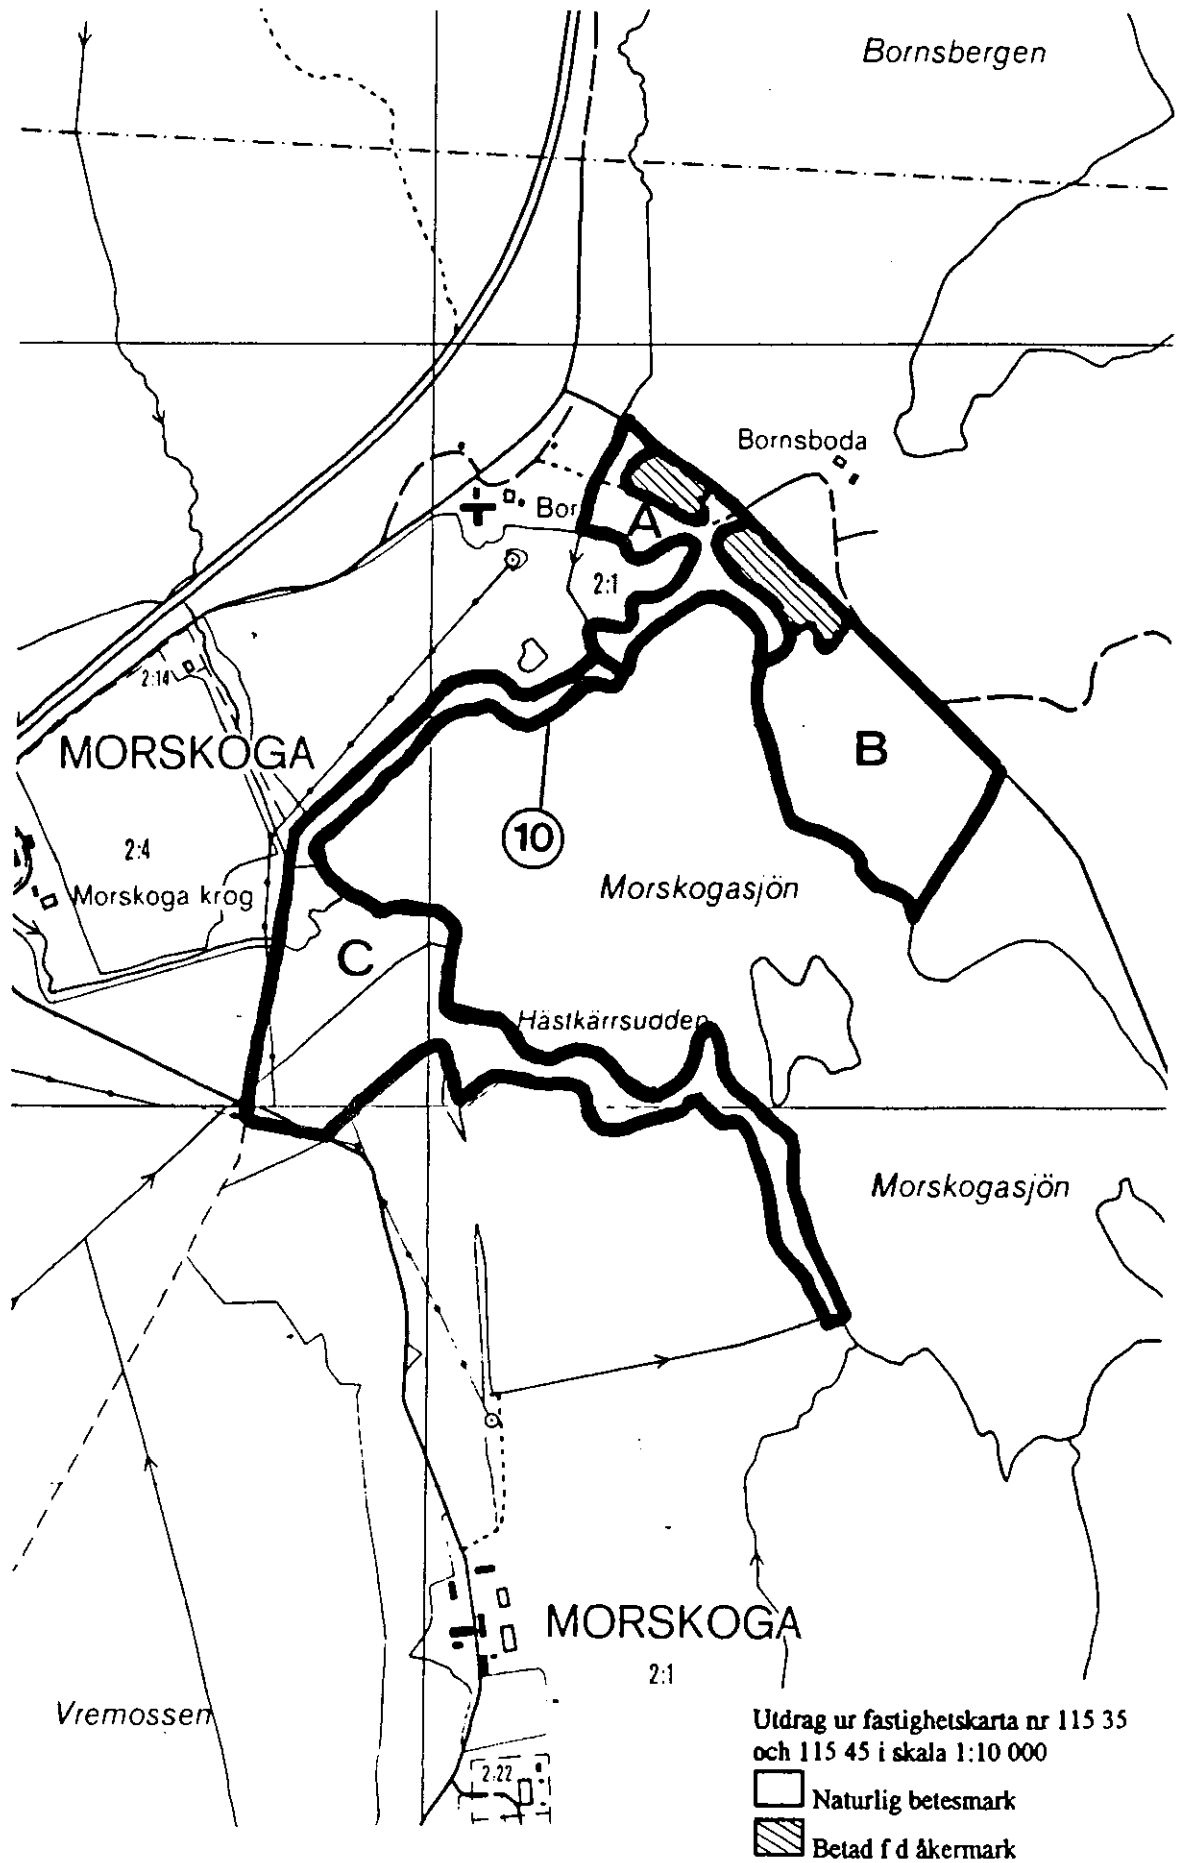 Bornsbergen
Bornsboda
Bor
A
2:1
2:14
MORSKOGA
B
10
2:4
Morskoga krog
Morskogasjön
C
Hästkärrsudden
Morskogasjön
MORSKOGA
2:1
Vremossen
Utdrag ur fastighetskarta nr 115 35
och 115 45 i skala 1:10 000
2:22
Naturlig betesmark
Betad f d åkermark